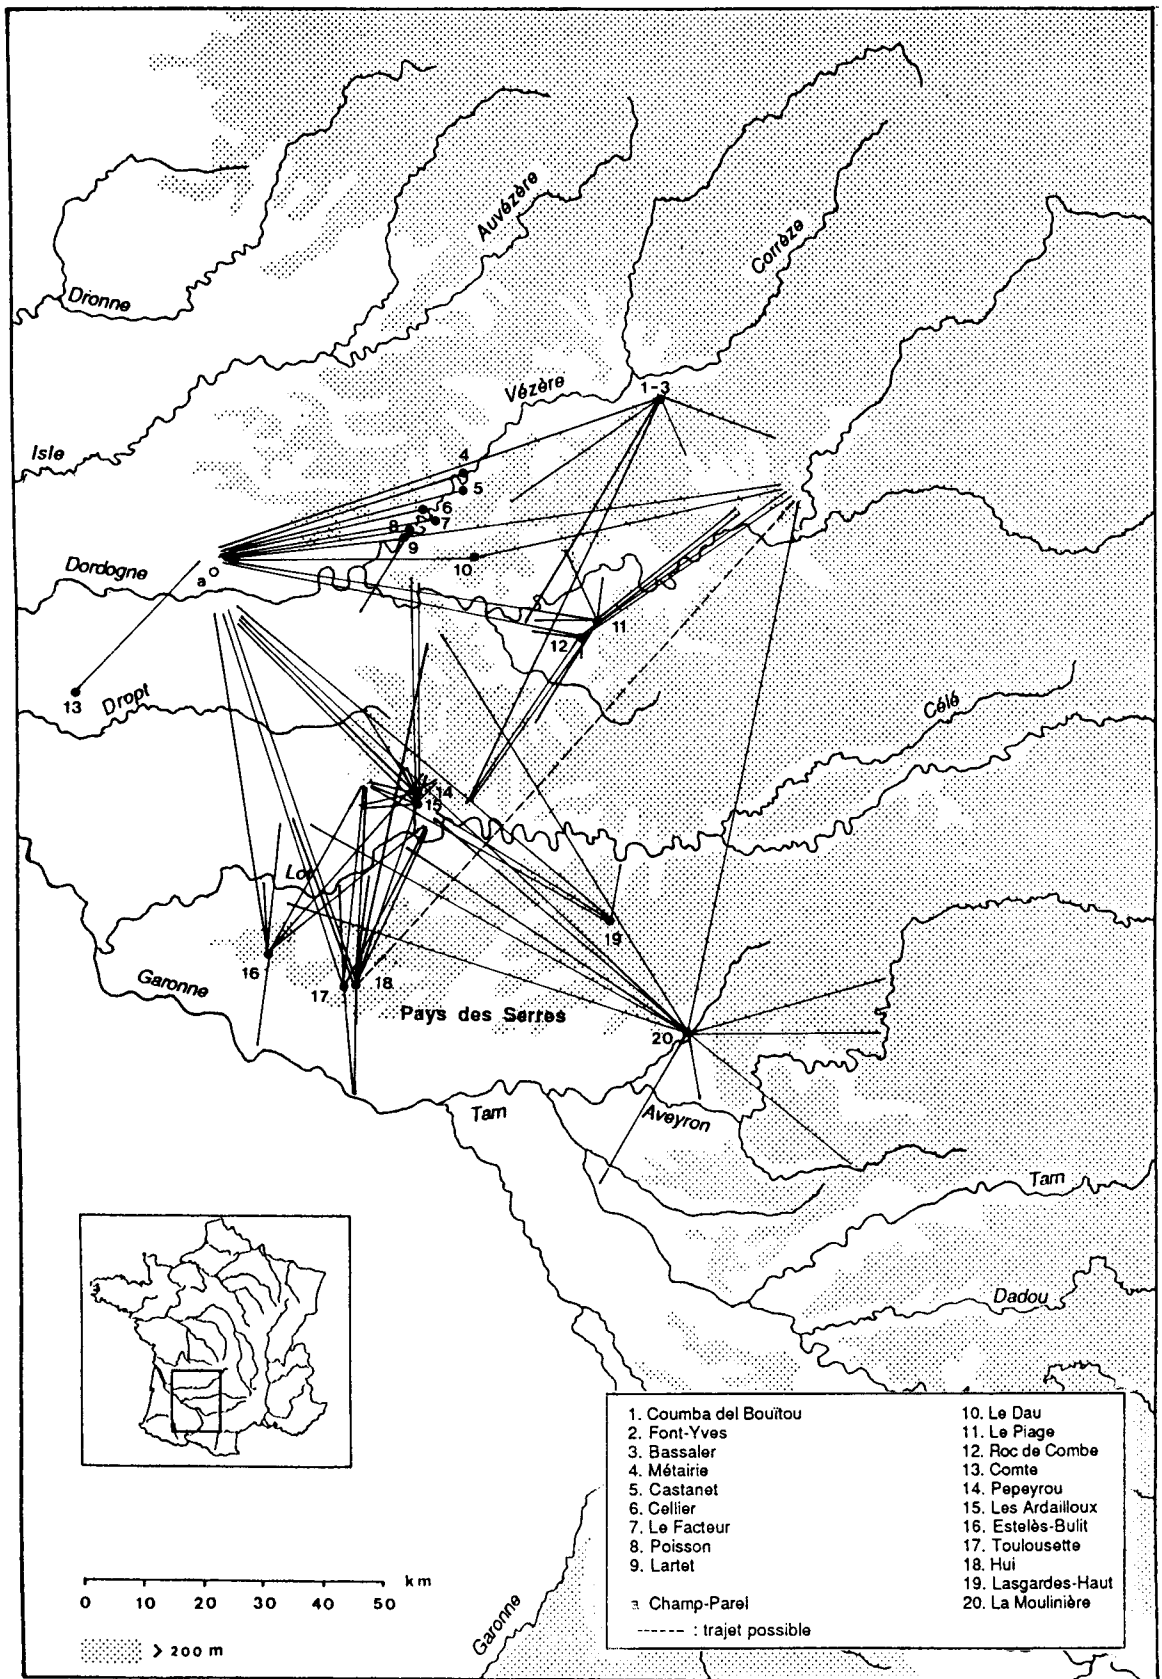 Auvézère
Corrèze
Dronne
Vézère
1-3
Isle
4
5
6
7
8
9
10
Dordogne
a
11
12
13
Dropt
Célé
14
15
Lot
19
16
17
18
Garonne
Pays des Serres
20
Tarn
Aveyron
Tarn
Dadou
1. Coumba del Bouïtou
2. Font-Yves
3. Bassaler
4. Métairie
5. Castanet
6. Cellier
7. Le Facteur
8. Poisson
9. Lartet
a Champ-Parel
------ : trajet possible
10. Le Dau
11. Le Piage
12. Roc de Combe
13. Comte
14. Pepeyrou
15. Les Ardailloux
16. Estelès-Bulit
17. Toulousette
18. Hui
19. Lasgardes-Haut
20. La Moulinière
km
0 10 20 30 40 50
> 200 m
Garonne